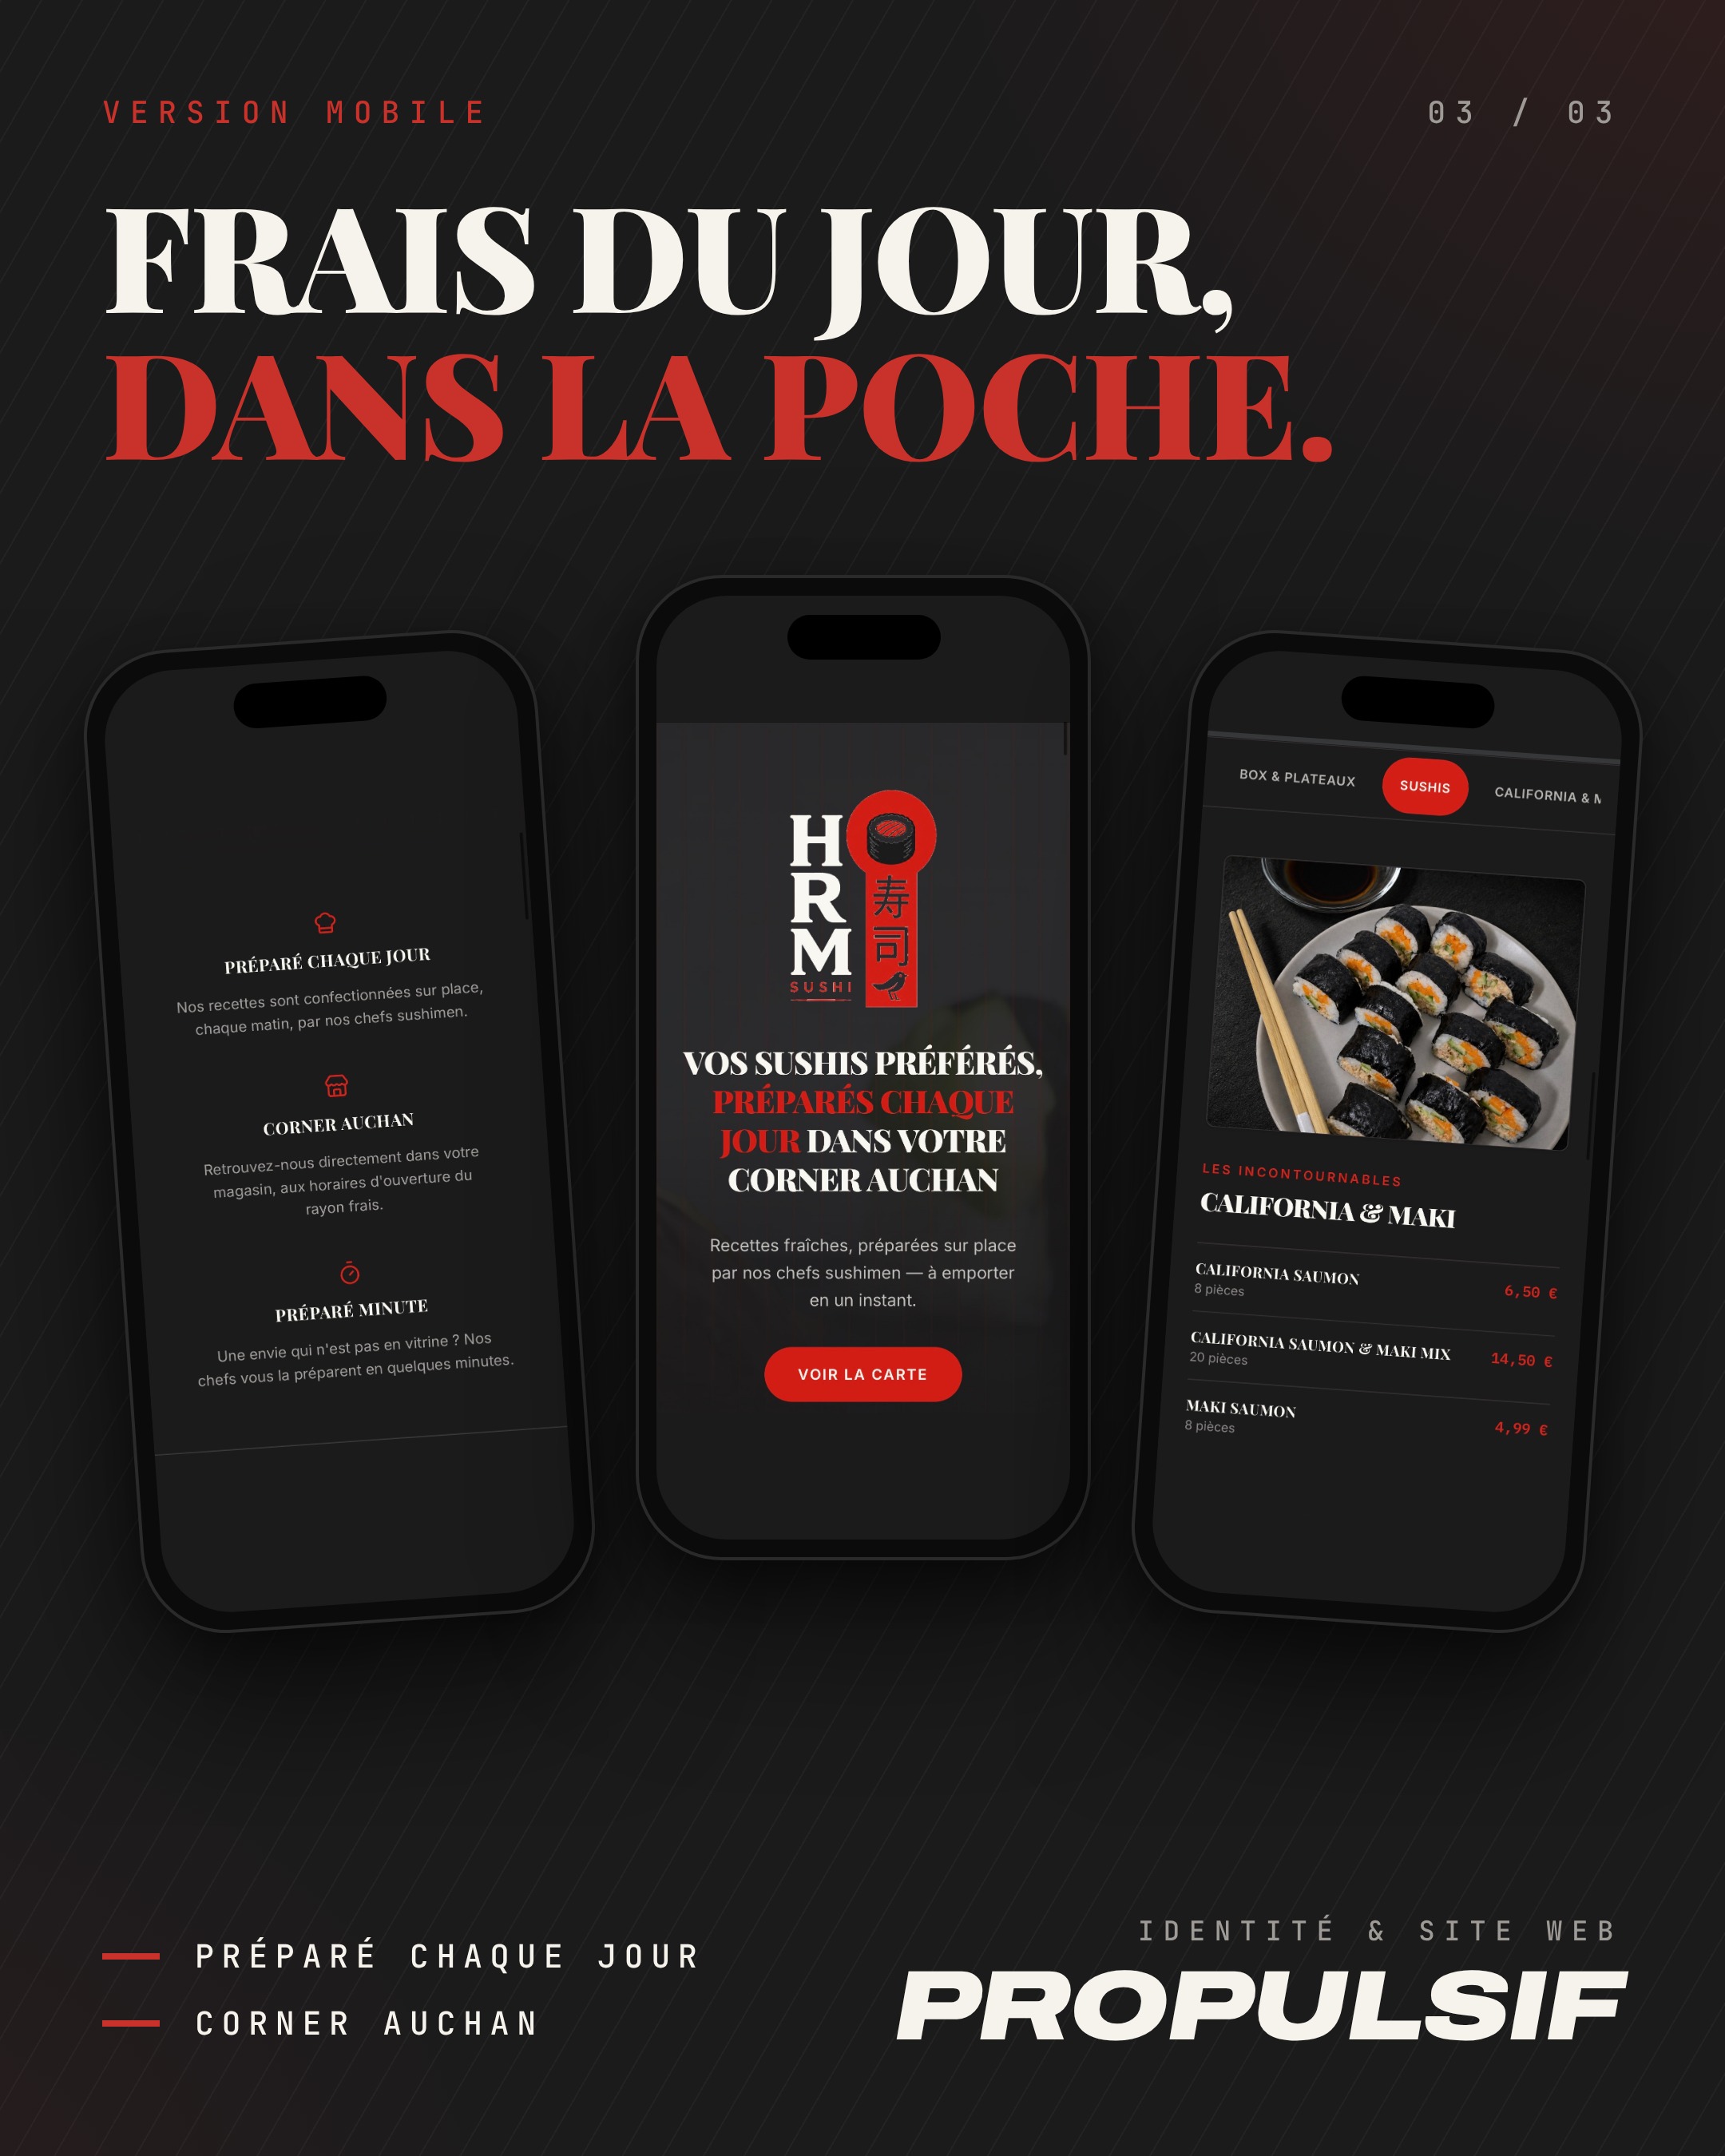 VERSION MOBILE
03 / 03
FRAIS DU JOUR,
DANS LA POCHE.
PRÉPARÉ CHAQUE JOUR
Nos recettes sont confectionnées sur place,
chaque matin, par nos chefs sushimen.
CORNER AUCHAN
Retrouvez-nous directement dans votre
magasin, aux horaires d'ouverture du
rayon frais.
PRÉPARÉ MINUTE
Une envie qui n'est pas en vitrine ? Nos
chefs vous la préparent en quelques minutes.
HRM
SUSHI
寿司
VOS SUSHIS PRÉFÉRÉS,
PRÉPARÉS CHAQUE
JOUR DANS VOTRE
CORNER AUCHAN
Recettes fraîches, préparées sur place
par nos chefs sushimen — à emporter
en un instant.
VOIR LA CARTE
BOX & PLATEAUX SUSHIS CALIFORNIA & M
LES INCONTOURNABLES
CALIFORNIA & MAKI
CALIFORNIA SAUMON
8 pièces
6,50 €
CALIFORNIA SAUMON & MAKI MIX
20 pièces
14,50 €
MAKI SAUMON
8 pièces
4,99 €
PRÉPARÉ CHAQUE JOUR
CORNER AUCHAN
IDENTITÉ & SITE WEB
PROPULSIF